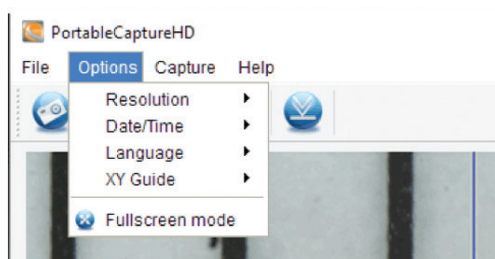 PortableCaptureHD
File Options Capture Help
Resolution
Date/Time
Language
XY Guide
Fullscreen mode